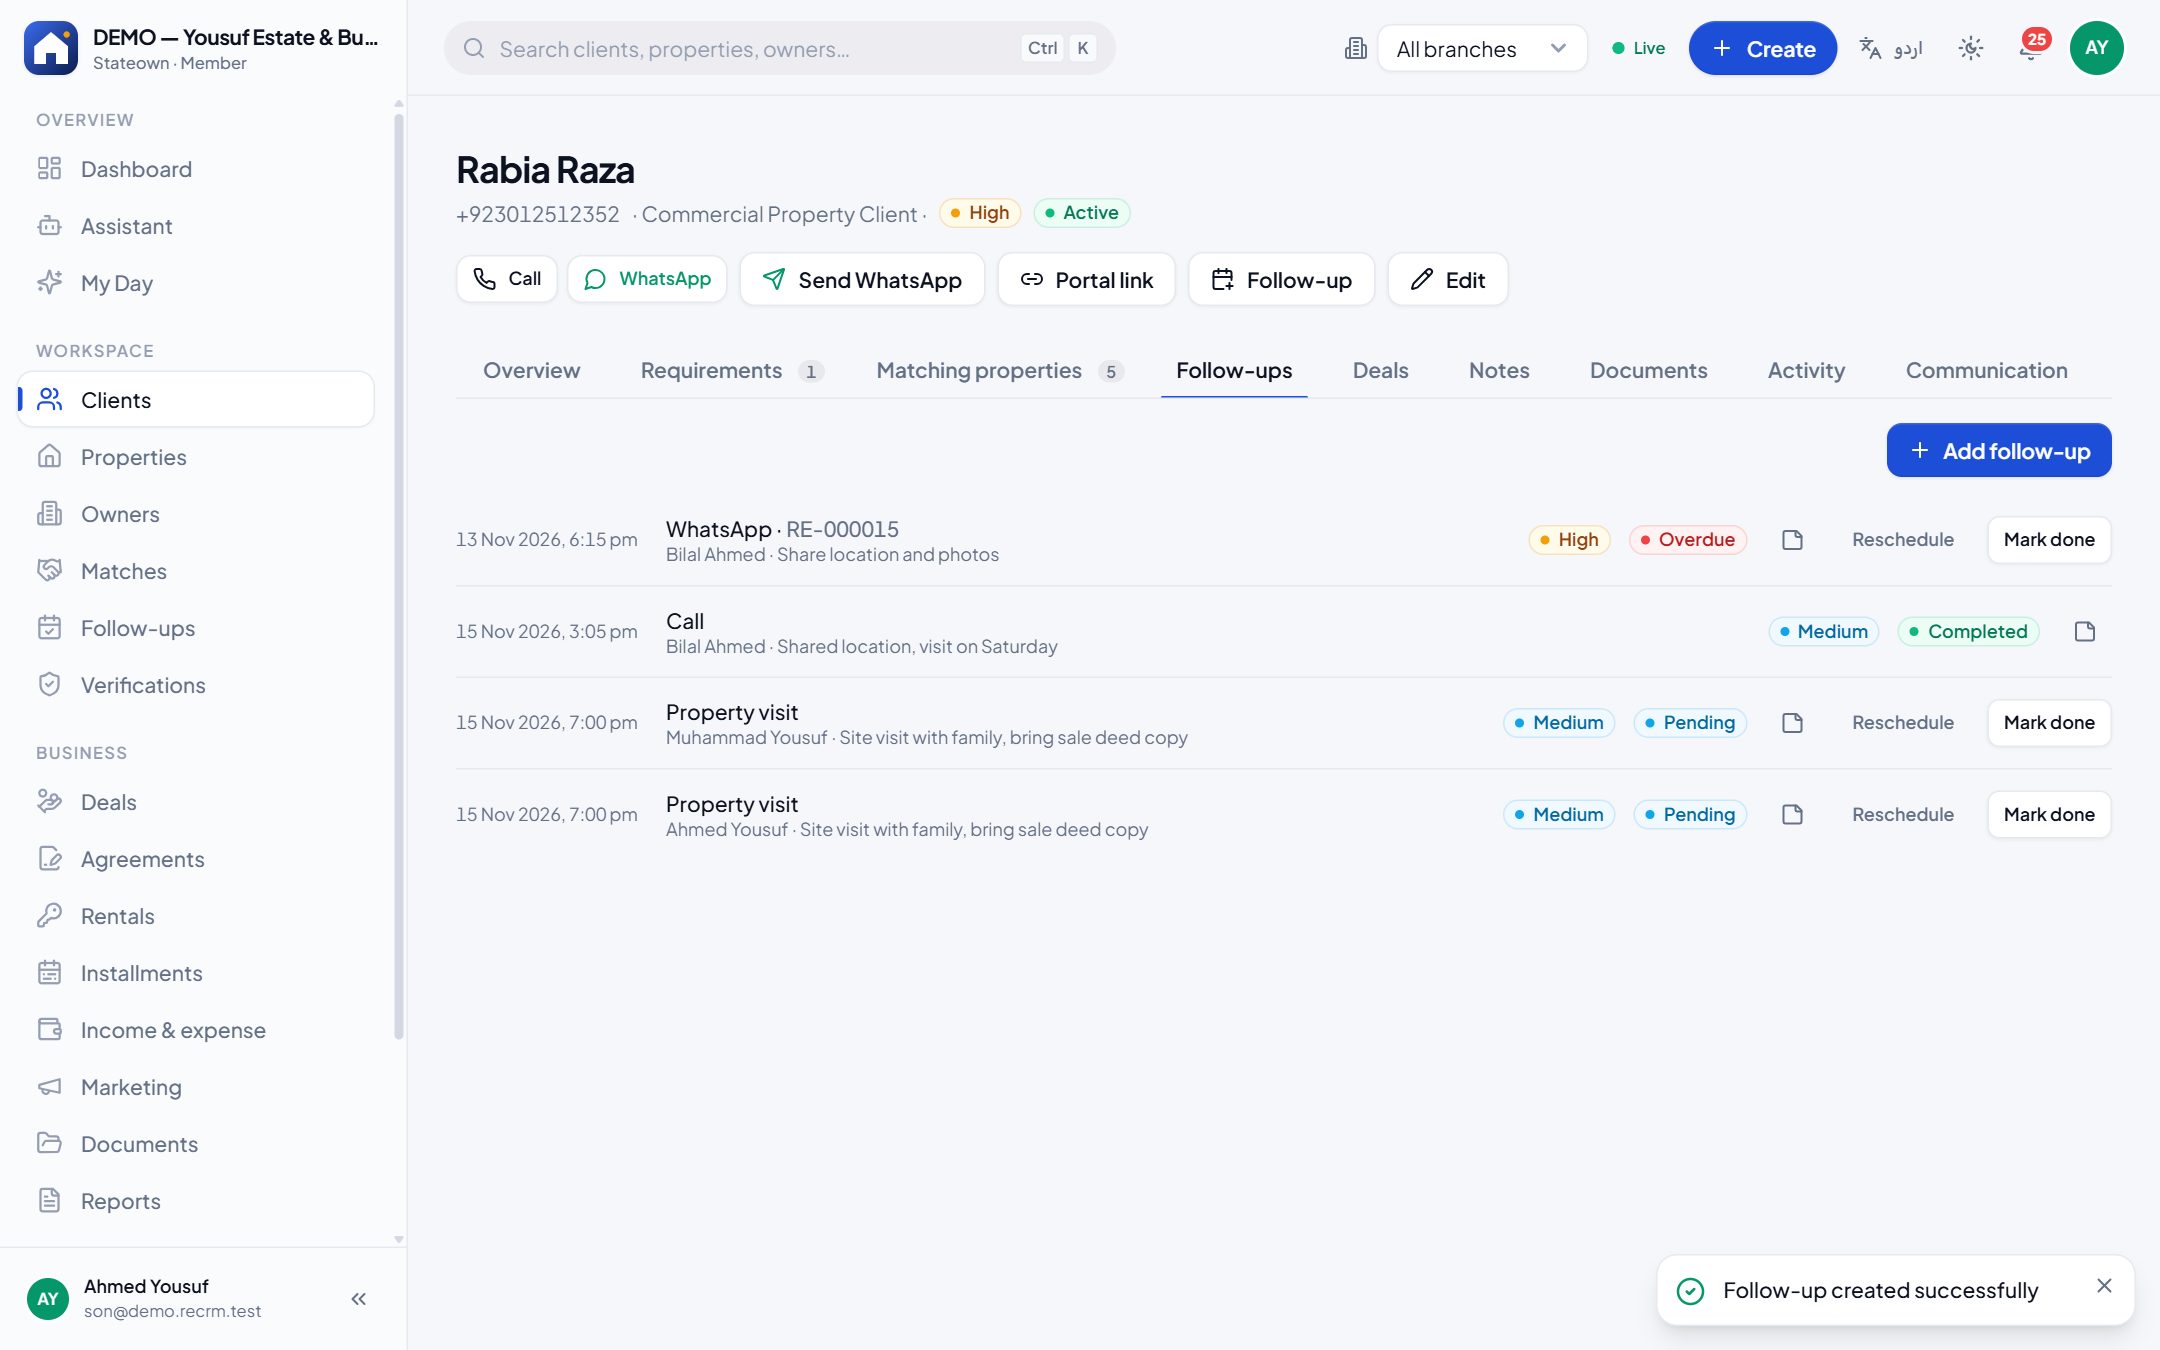 DEMO — Yousuf Estate & Bu...
Stateown · Member
Search clients, properties, owners...
Ctrl K
All branches
Live
+ Create
اردو
25
AY
OVERVIEW
Dashboard
Assistant
My Day
WORKSPACE
Clients
Properties
Owners
Matches
Follow-ups
Verifications
BUSINESS
Deals
Agreements
Rentals
Installments
Income & expense
Marketing
Documents
Reports
AY
Ahmed Yousuf
son@demo.recrm.test
Rabia Raza
+923012512352 · Commercial Property Client · High Active
Call WhatsApp Send WhatsApp Portal link Follow-up Edit
Overview Requirements 1 Matching properties 5 Follow-ups Deals Notes Documents Activity Communication
+ Add follow-up
13 Nov 2026, 6:15 pm WhatsApp · RE-000015 High Overdue Reschedule Mark done
Bilal Ahmed · Share location and photos
15 Nov 2026, 3:05 pm Call Medium Completed
Bilal Ahmed · Shared location, visit on Saturday
15 Nov 2026, 7:00 pm Property visit Medium Pending Reschedule Mark done
Muhammad Yousuf · Site visit with family, bring sale deed copy
15 Nov 2026, 7:00 pm Property visit Medium Pending Reschedule Mark done
Ahmed Yousuf · Site visit with family, bring sale deed copy
Follow-up created successfully